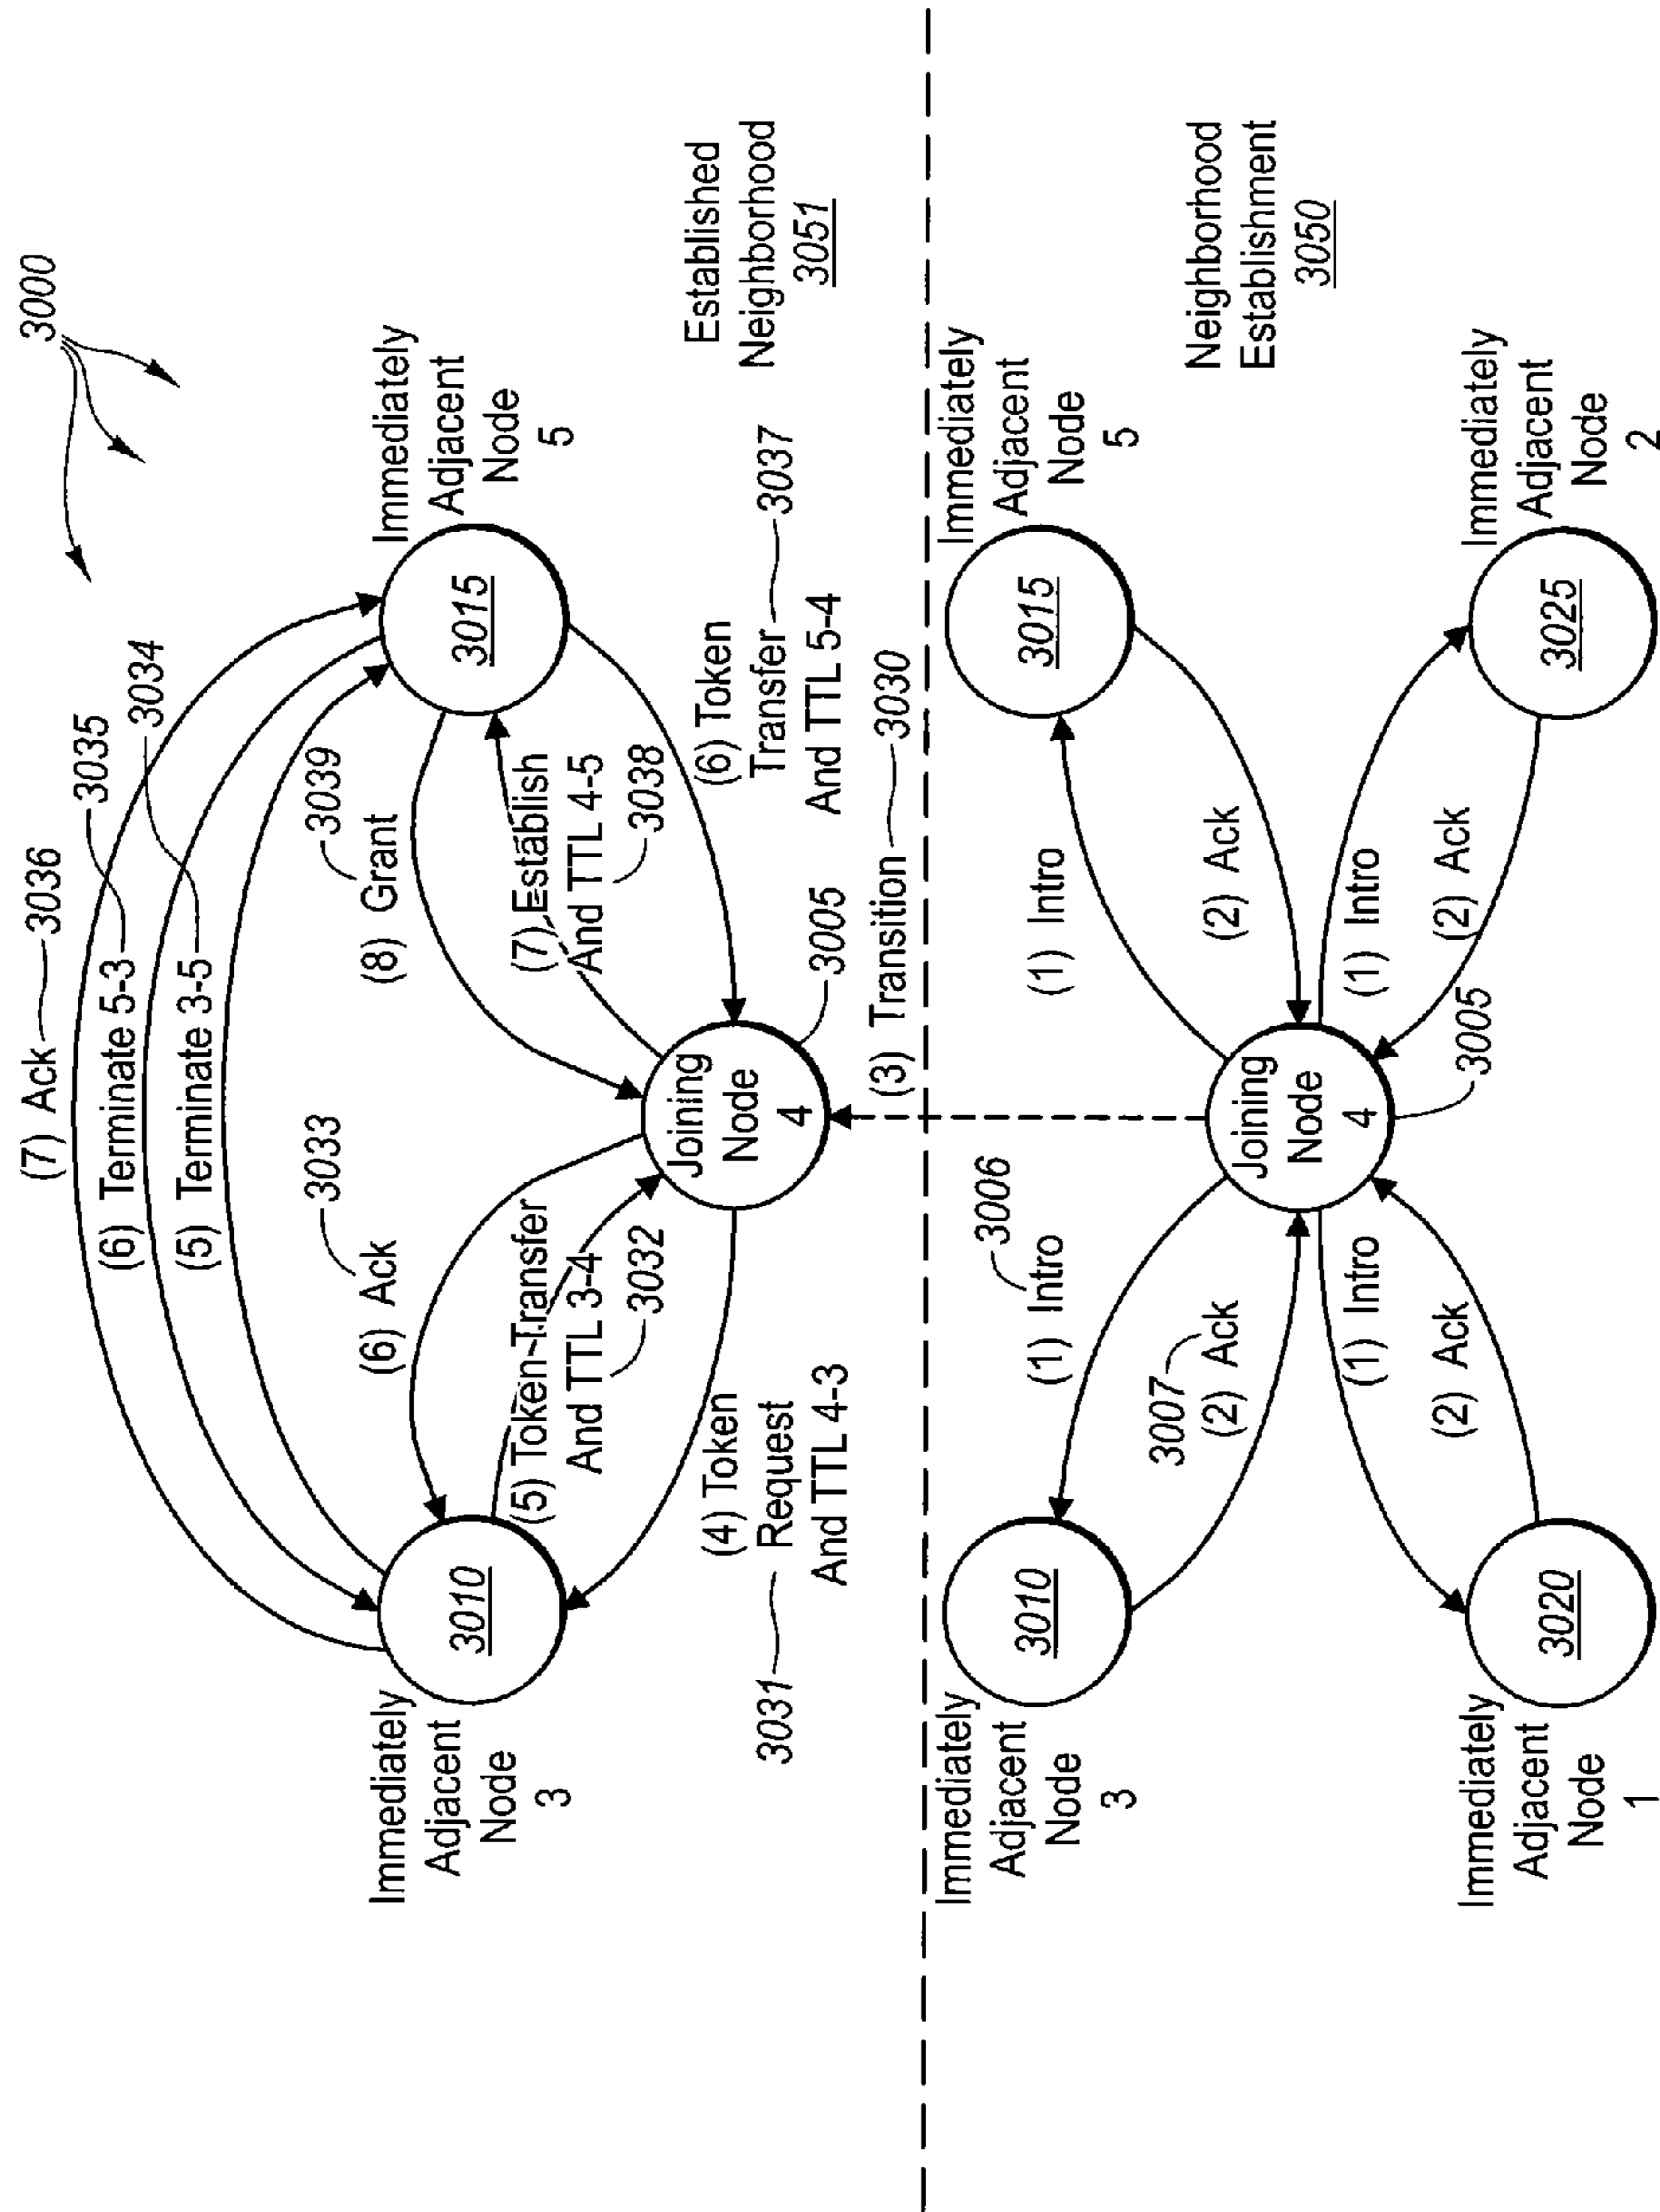 3000
(7) Ack
3036
(6) Terminate 5-3
3035
(5) Terminate 3-5
3034
3033
(6) Ack
3039
(8) Grant
Immediately
Adjacent
Node
3
3010
Immediately
Adjacent
Node
5
3015
(5) Token Transfer
And TTL 3-4
3032
(7) Establish
And TTL 4-5
3038
(4) Token
Request
And TTL 4-3
3031
Joining
Node
4
3005
(6) Token
Transfer
And TTL 5-4
3037
Established
Neighborhood
3051
(3) Transition
3030
Immediately
Adjacent
Node
3
3010
3006
(1) Intro
3007
(2) Ack
(1) Intro
(2) Ack
Immediately
Adjacent
Node
5
3015
Neighborhood
Establishment
3050
Joining
Node
4
3005
(1) Intro
(2) Ack
(1) Intro
(2) Ack
Immediately
Adjacent
Node
1
3020
Immediately
Adjacent
Node
2
3025